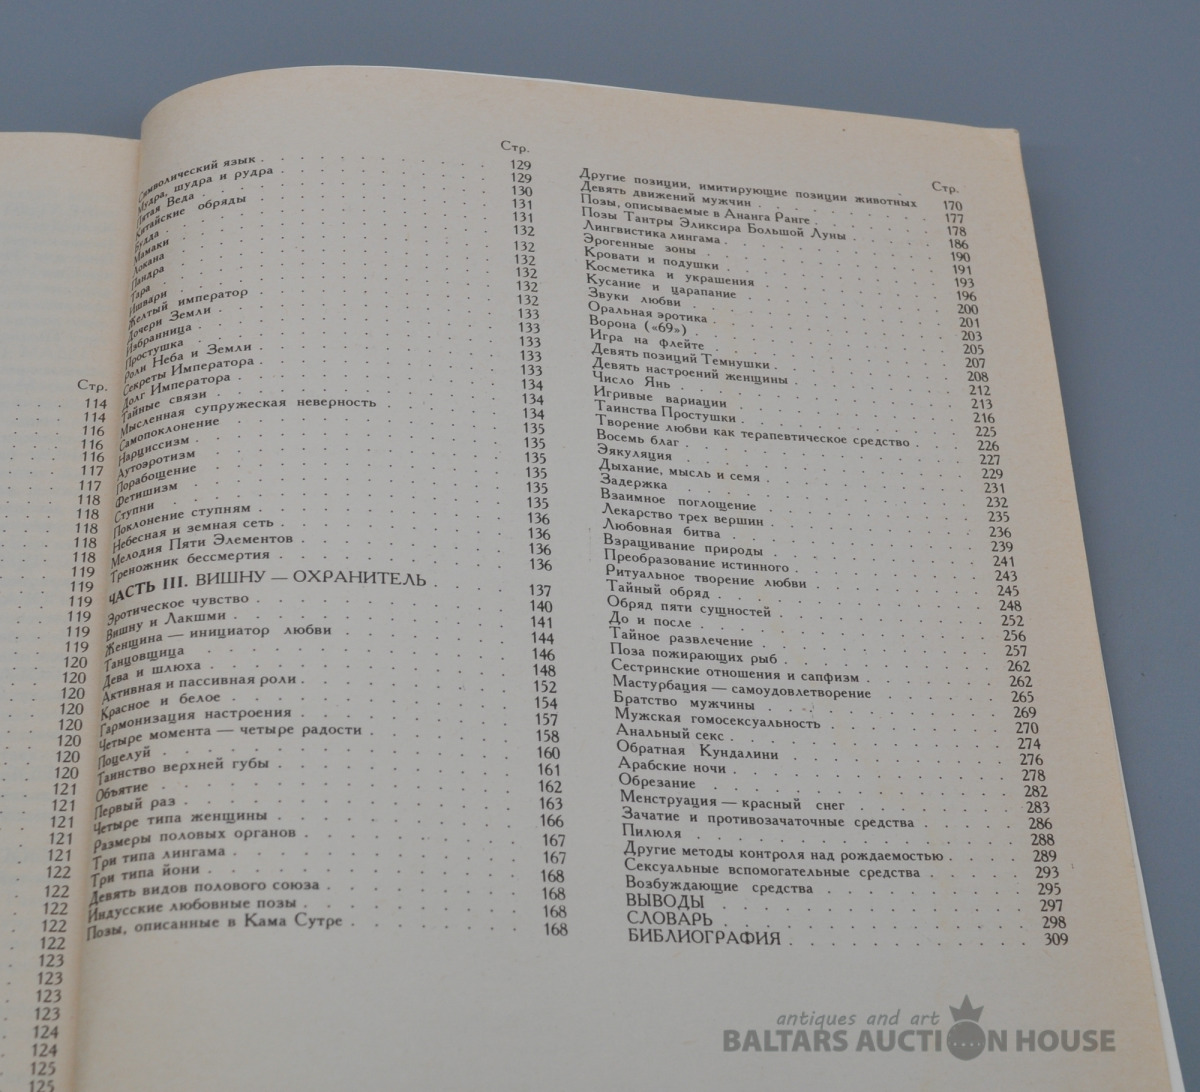 Стр.
114
114
116
116
116
117
117
118
118
118
118
118
119
119
119
119
119
119
120
120
120
120
120
120
120
120
121
121
121
121
121
122
122
122
122
122
123
123
123
123
124
124
125
125
Стр.
Символический язык 129
Мудра, шудра и рудра 129
Пятая Веда 130
Китайские обряды 131
Будда 131
Мамаки 132
Локана 132
Пандра
Тара 132
Ишвари 132
Желтый император 132
Дочери Земли 133
Избранница 133
Простушка 133
Роли Неба и Земли 133
Секреты Императора 133
Долг Императора 134
Тайные связи 134
Мысленная супружеская неверность 134
Самопоклонение 135
Нарциссизм 135
Аутоэротизм 135
Порабощение 135
Фетишизм 135
Ступни 135
Поклонение ступням 136
Небесная и земная сеть 136
Мелодия Пяти Элементов 136
Треножник бессмертия 136
ЧАСТЬ III. ВИШНУ — ОХРАНИТЕЛЬ 137
Эротическое чувство 140
Вишну и Лакшми 141
Женщина — инициатор любви 144
Танцовщица 146
Дева и шлюха 148
Активная и пассивная роли 152
Красное и белое 154
Гармонизация настроения 157
Четыре момента — четыре радости 158
Поцелуй 160
Таинство верхней губы 161
Объятие 162
Первый раз 163
Четыре типа женщины 166
Размеры половых органов 167
Три типа лингама 167
Три типа йони 168
Девять видов полового союза 168
Индусские любовные позы 168
Позы, описанные в Кама Сутре 168
Стр.
Другие позиции, имитирующие позиции животных 170
Девять движений мужчин 177
Позы, описываемые в Ананга Ранге 178
Позы Тантры Эликсира Большой Луны 186
Лингвистика лингама 190
Эрогенные зоны 191
Кровати и подушки 193
Косметика и украшения 196
Кусание и царапание 200
Звуки любви 201
Оральная эротика 203
Ворона («69») 205
Игра на флейте 207
Девять позиций Темнушки 208
Девять настроений женщины 212
Число Янь 213
Игривые вариации 216
Таинства Простушки 225
Творение любви как терапевтическое средство 226
Восемь благ 227
Эякуляция 229
Дыхание, мысль и семя 231
Задержка 232
Взаимное поглощение 235
Лекарство трех вершин 236
Любовная битва 239
Взращивание природы 241
Преобразование истинного 243
Ритуальное творение любви 245
Тайный обряд 248
Обряд пяти сущностей 252
До и после 256
Тайное развлечение 257
Поза пожирающих рыб 262
Сестринские отношения и сапфизм 262
Мастурбация — самоудовлетворение 265
Братство мужчины 269
Мужская гомосексуальность 270
Анальный секс 274
Обратная Кундалини 276
Арабские ночи 278
Обрезание 282
Менструация — красный снег 283
Зачатие и противозачаточные средства 286
Пилюля 288
Другие методы контроля над рождаемостью 289
Сексуальные вспомогательные средства 293
Возбуждающие средства 295
ВЫВОДЫ 297
СЛОВАРЬ 298
БИБЛИОГРАФИЯ 309
antiques and art
BALTARS AUCTION HOUSE